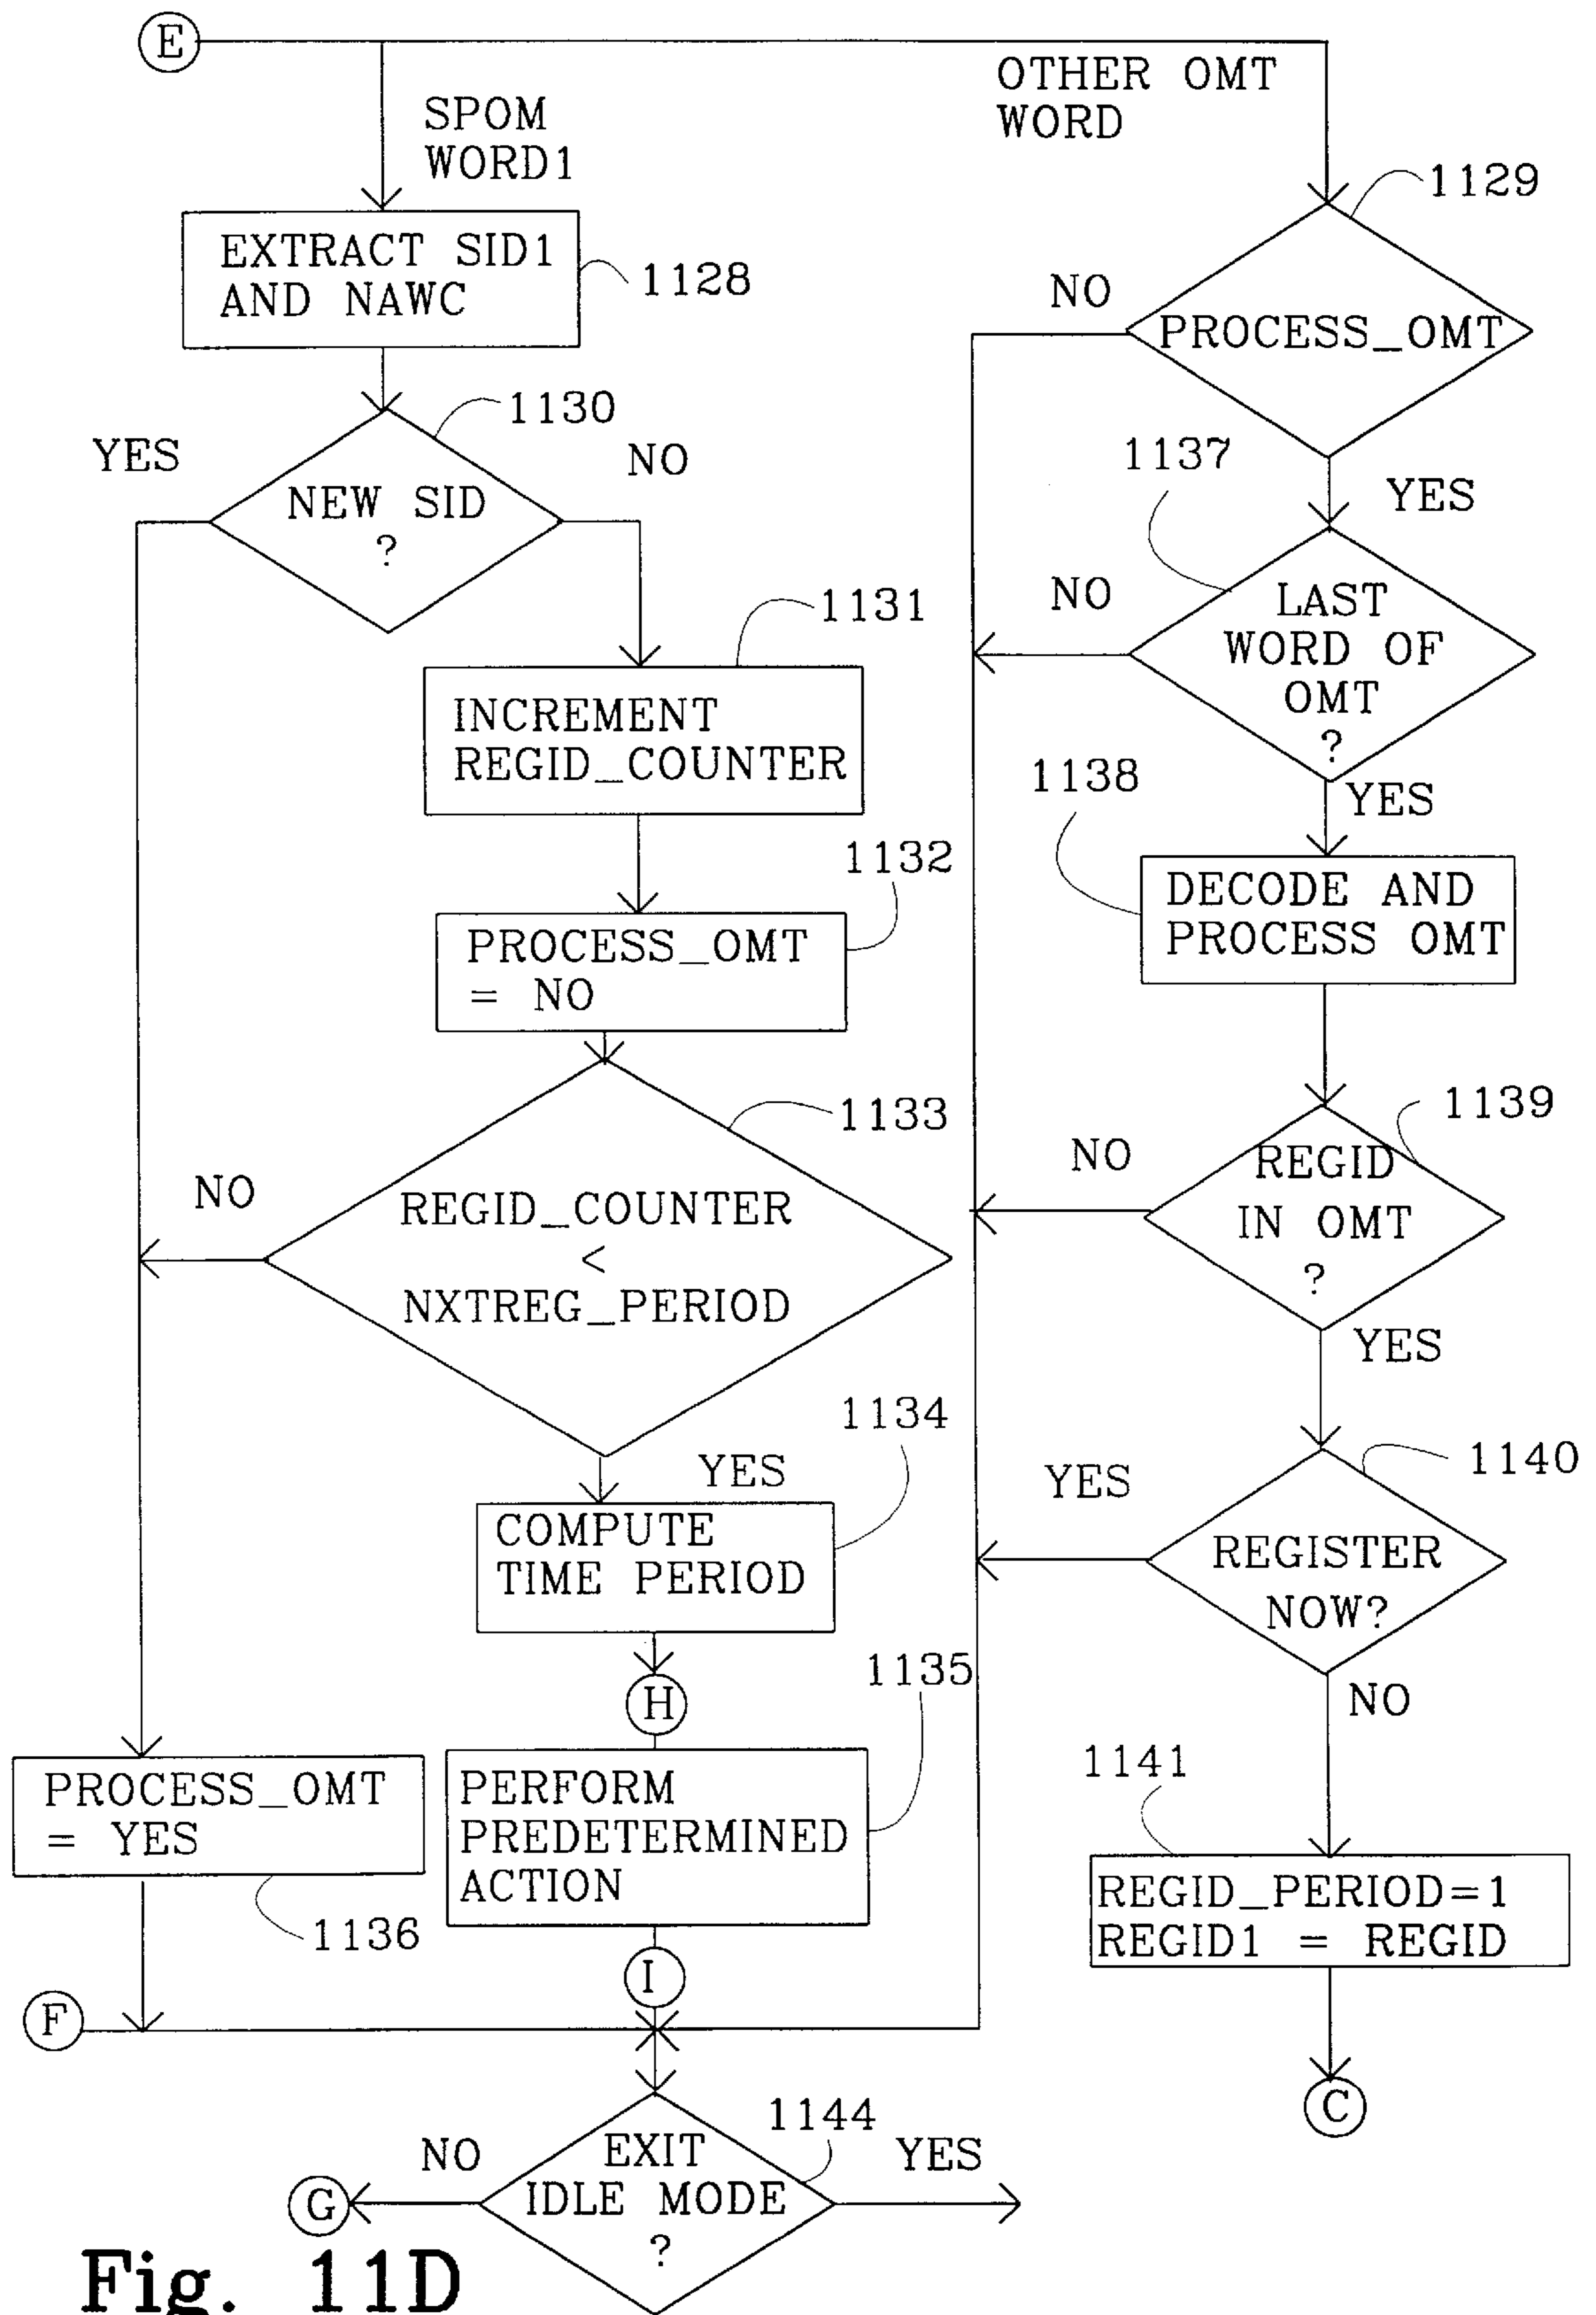 E
SPOM
WORD1
OTHER OMT
WORD
1129
EXTRACT SID1
AND NAWC
1128
NO
PROCESS_OMT
1130
YES
NO
NEW SID
?
1137
YES
1131
NO
LAST
WORD OF
OMT
?
INCREMENT
REGID_COUNTER
1138
YES
1132
DECODE AND
PROCESS OMT
PROCESS_OMT
= NO
1133
1139
NO
REGID_COUNTER
<
NXTREG_PERIOD
NO
REGID
IN OMT
?
YES
1134
YES
1140
COMPUTE
TIME PERIOD
YES
REGISTER
NOW?
1135
H
NO
PROCESS_OMT
= YES
PERFORM
PREDETERMINED
ACTION
1141
1136
REGID_PERIOD=1
REGID1 = REGID
I
F
C
1144
NO
EXIT
IDLE MODE
?
YES
G
Fig. 11D